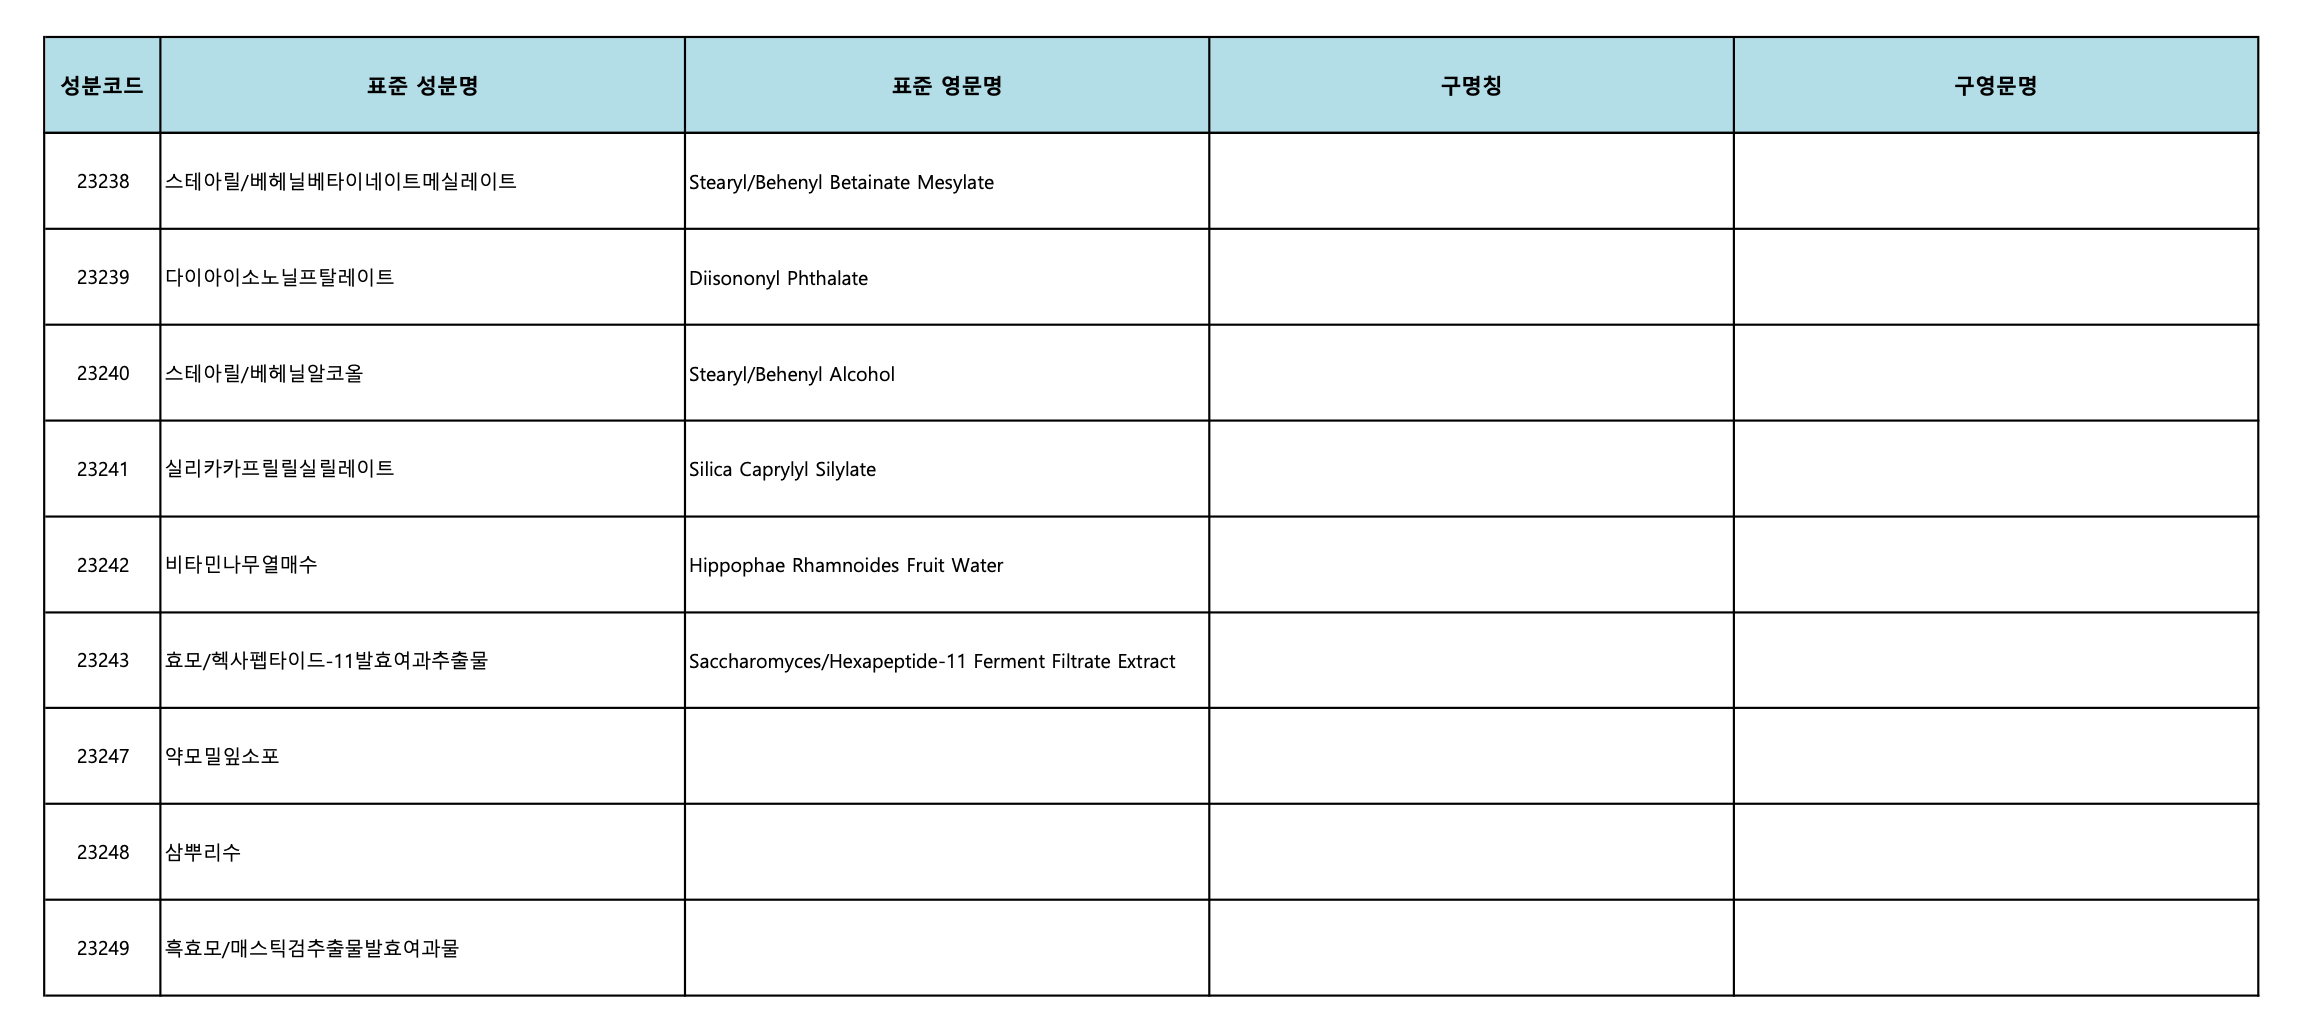 성분코드 표준 성분명 표준 영문명 구명칭 구영문명
23238 스테아릴/베헤닐베타이네이트메실레이트 Stearyl/Behenyl Betainate Mesylate
23239 다이아이소노닐프탈레이트 Diisononyl Phthalate
23240 스테아릴/베헤닐알코올 Stearyl/Behenyl Alcohol
23241 실리카카프릴릴실릴레이트 Silica Caprylyl Silylate
23242 비타민나무열매수 Hippophae Rhamnoides Fruit Water
23243 효모/헥사펩타이드-11발효여과추출물 Saccharomyces/Hexapeptide-11 Ferment Filtrate Extract
23247 약모밀잎소포
23248 삼뿌리수
23249 흑효모/매스틱검추출물발효여과물